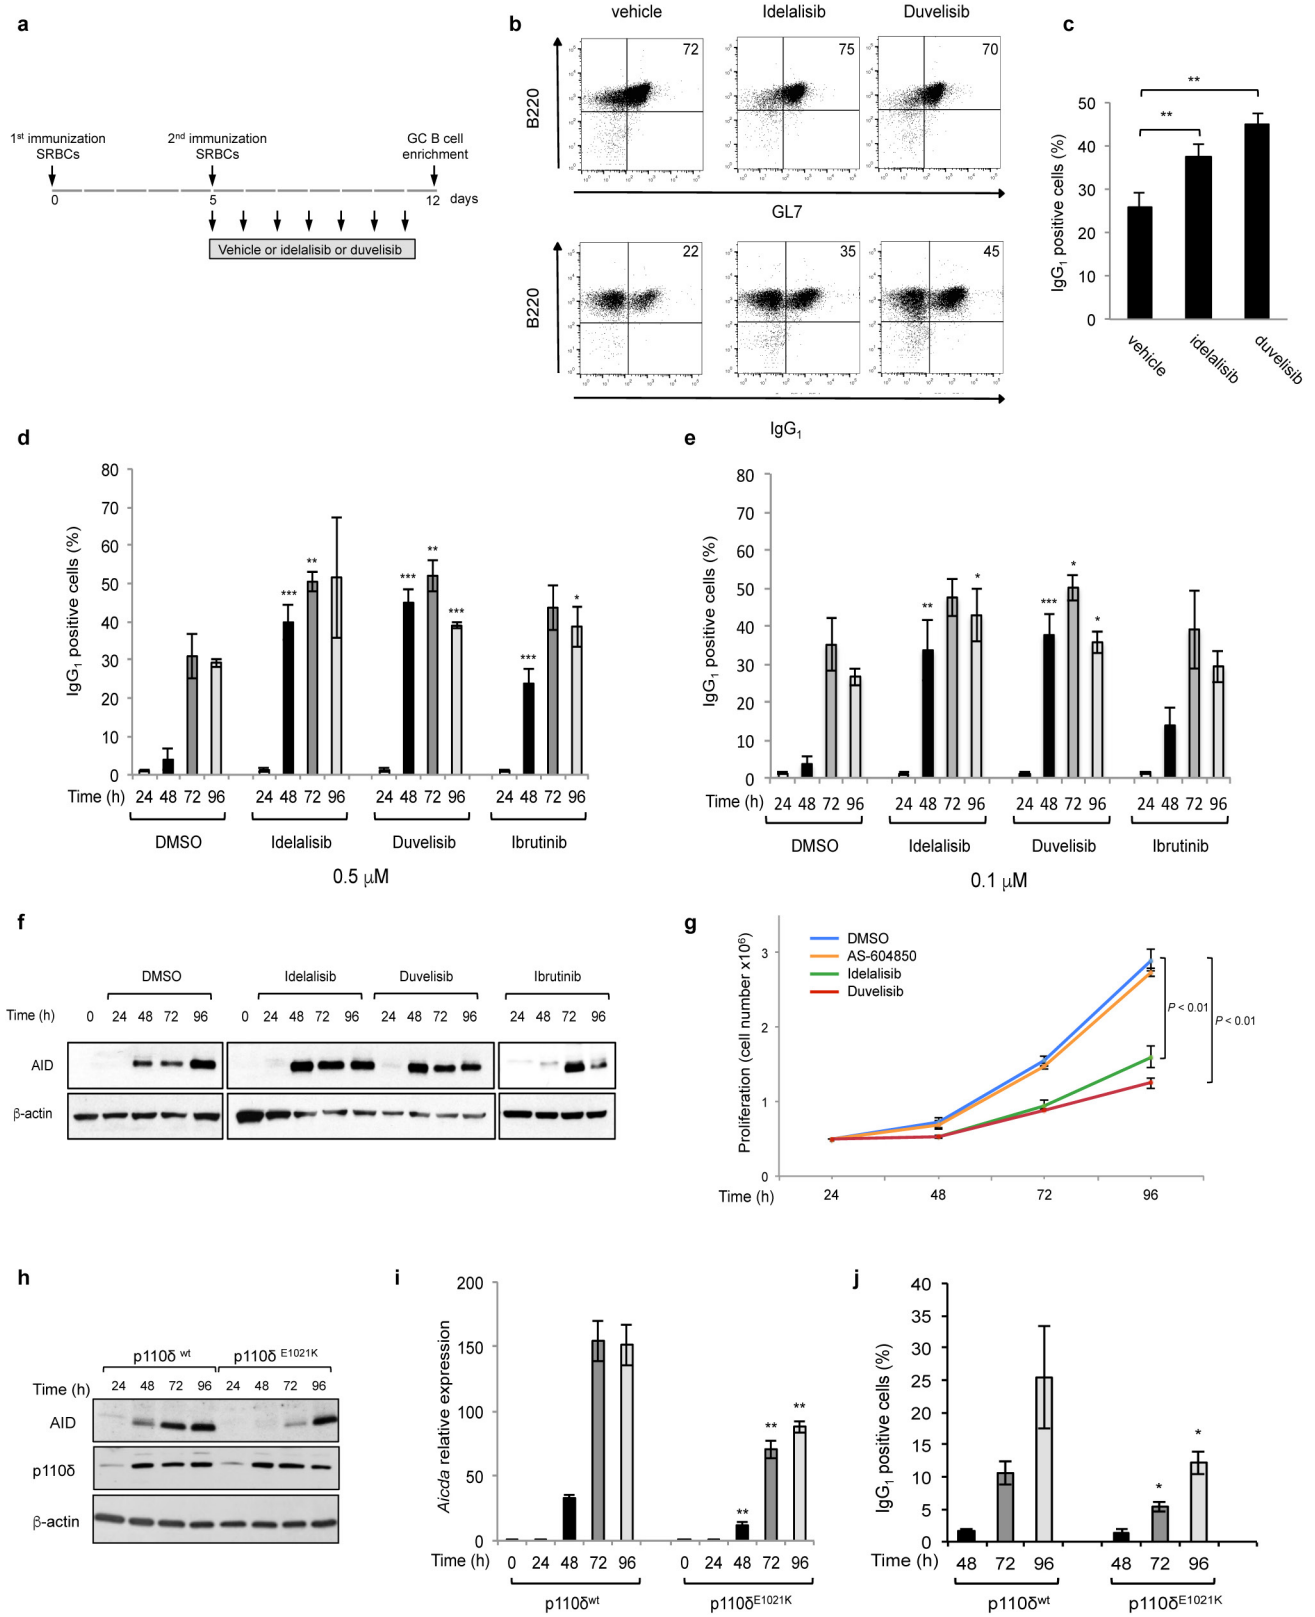 a
1st immunization
SRBCs
2nd immunization
SRBCs
GC B cell
enrichment
0 5 12 days
Vehicle or idelalisib or duvelisib
b
vehicle Idelalisib Duvelisib
B220
72 75 70
GL7
B220
22 35 45
IgG1
c
IgG1 positive cells (%)
50
40
30
20
10
0
** **
vehicle idelalisib duvelisib
d
IgG1 positive cells (%)
80
70
60
50
40
30
20
10
0
*** ** *** ** *** *** *
Time (h) 24 48 72 96 24 48 72 96 24 48 72 96 24 48 72 96
DMSO Idelalisib Duvelisib Ibrutinib
0.5 μM
e
IgG1 positive cells (%)
80
70
60
50
40
30
20
10
0
** * *** * *
Time (h) 24 48 72 96 24 48 72 96 24 48 72 96 24 48 72 96
DMSO Idelalisib Duvelisib Ibrutinib
0.1 μM
f
DMSO Idelalisib Duvelisib Ibrutinib
Time (h) 0 24 48 72 96 0 24 48 72 96 24 48 72 96 24 48 72 96
AID
β-actin
g
Proliferation (cell number x10⁶)
3
2
1
0
DMSO
AS-604850
Idelalisib
Duvelisib
P < 0.01
P < 0.01
Time (h) 24 48 72 96
h
p110δ wt p110δ E1021K
Time (h) 24 48 72 96 24 48 72 96
AID
p110δ
β-actin
i
Aicda relative expression
200
150
100
50
0
** ** **
Time (h) 0 24 48 72 96 0 24 48 72 96
p110δwt p110δE1021K
j
IgG1 positive cells (%)
40
35
30
25
20
15
10
5
0
* *
Time (h) 48 72 96 48 72 96
p110δwt p110δE1021K